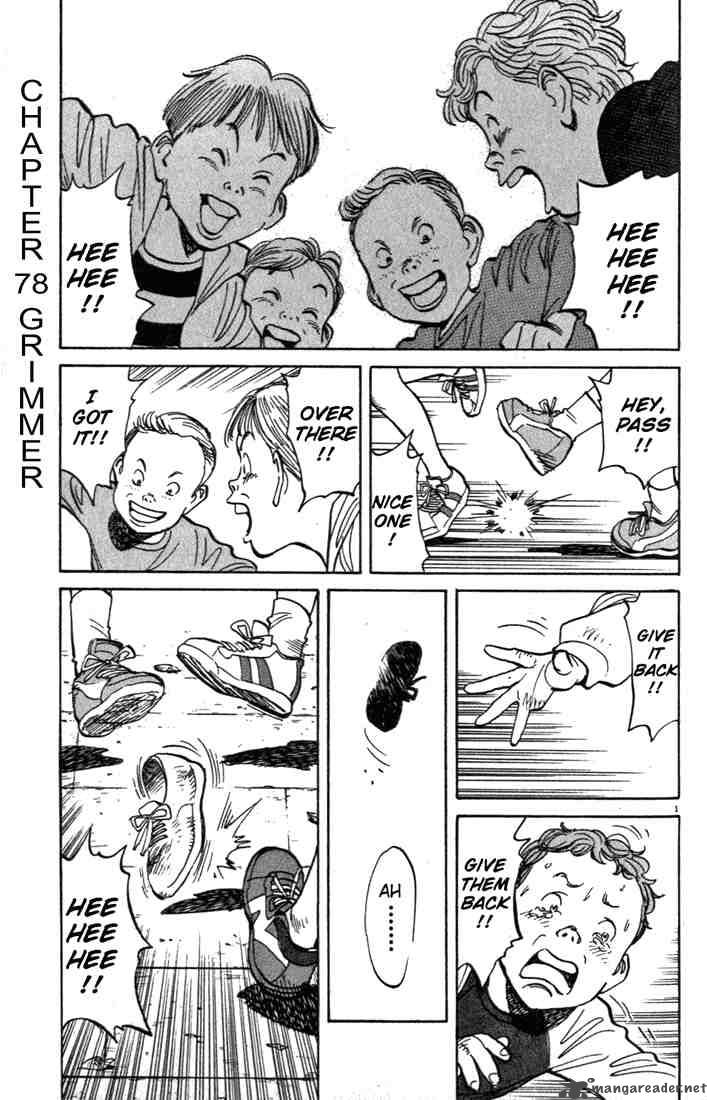 CHAPTER 78 GRIMMER
HEE
HEE
HEE
!!
HEE
HEE
!!
HEY,
PASS
!!
NICE
ONE
!
OVER
THERE
!!
I
GOT
IT!!
GIVE
IT
BACK
!!
1
GIVE
THEM
BACK
!!
AH
........
HEE
HEE
HEE
!!
mangareader.net